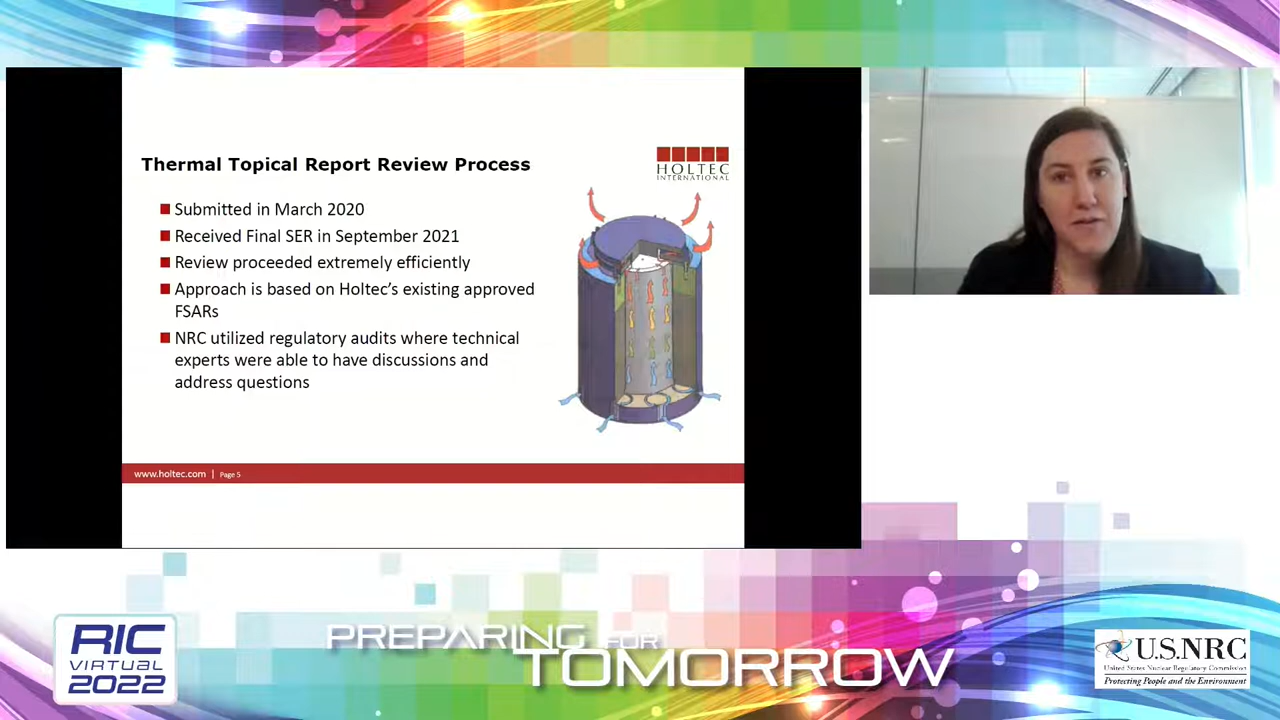 Thermal Topical Report Review Process
HOLTEC
INTERNATIONAL
Submitted in March 2020
Received Final SER in September 2021
Review proceeded extremely efficiently
Approach is based on Holtec's existing approved
FSARs
NRC utilized regulatory audits where technical
experts were able to have discussions and
address questions
www.holtec.com | Page 5
RIC
VIRTUAL
2022
PREPARING FOR
TOMORROW
U.S.NRC
United States Nuclear Regulatory Commission
Protecting People and the Environment